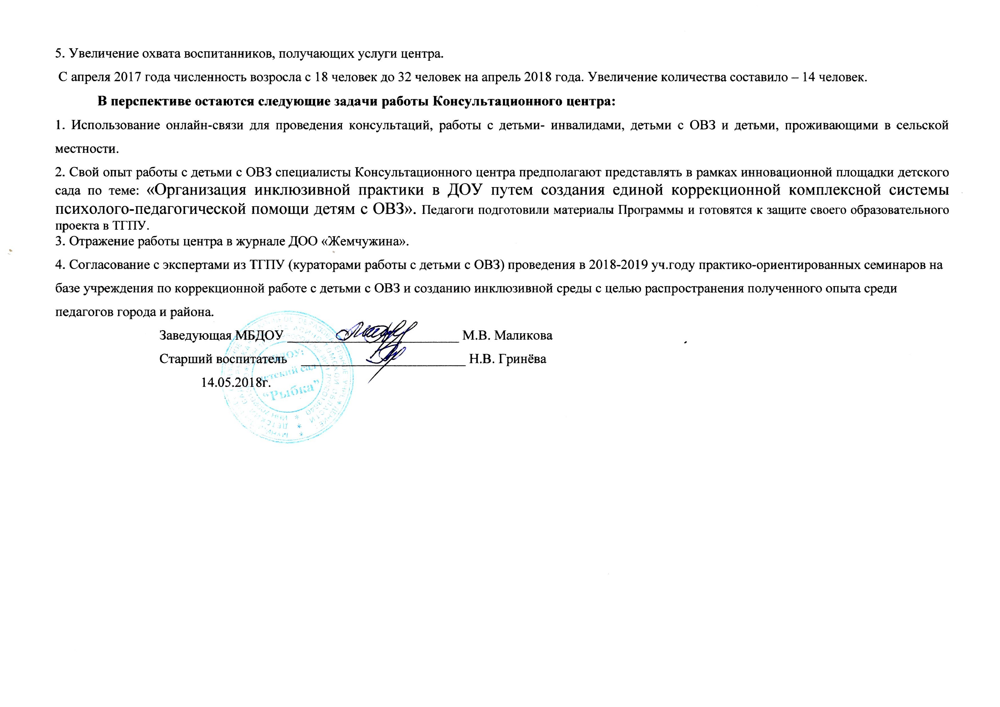 5. Увеличение охвата воспитанников, получающих услуги центра.
С апреля 2017 года численность возросла с 18 человек до 32 человек на апрель 2018 года. Увеличение количества составило – 14 человек.
В перспективе остаются следующие задачи работы Консультационного центра:
1. Использование онлайн-связи для проведения консультаций, работы с детьми- инвалидами, детьми с ОВЗ и детьми, проживающими в сельской
местности.
2. Свой опыт работы с детьми с ОВЗ специалисты Консультационного центра предполагают представлять в рамках инновационной площадки детского
сада по теме: «Организация инклюзивной практики в ДОУ путем создания единой коррекционной комплексной системы
психолого-педагогической помощи детям с ОВЗ». Педагоги подготовили материалы Программы и готовятся к защите своего образовательного
проекта в ТГПУ.
3. Отражение работы центра в журнале ДОО «Жемчужина».
4. Согласование с экспертами из ТГПУ (кураторами работы с детьми с ОВЗ) проведения в 2018-2019 уч.году практико-ориентированных семинаров на
базе учреждения по коррекционной работе с детьми с ОВЗ и созданию инклюзивной среды с целью распространения полученного опыта среди
педагогов города и района.
Заведующая МБДОУ М.В. Маликова
Старший воспитатель Н.В. Гринёва
14.05.2018г.
МБДОУ:
детский сад
“Рыбка”